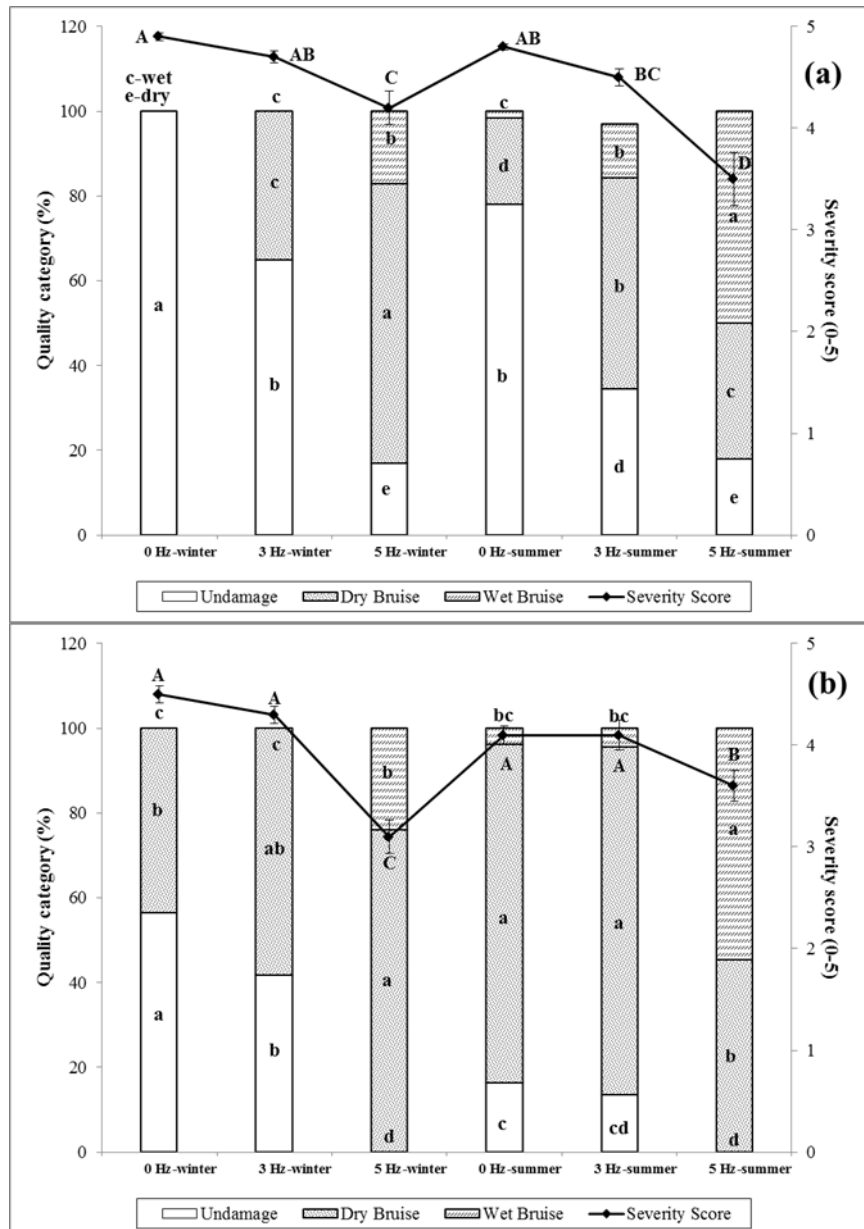 (a)
Quality category (%)
120
100
80
60
40
20
0
Severity score (0-5)
5
4
3
2
1
0
A
AB
C
AB
BC
D
c-wet
e-dry
a
c
c
b
b
a
e
c
d
b
b
b
d
a
c
e
0 Hz-winter
3 Hz-winter
5 Hz-winter
0 Hz-summer
3 Hz-summer
5 Hz-summer
Undamage
Dry Bruise
Wet Bruise
Severity Score
(b)
Quality category (%)
120
100
80
60
40
20
0
Severity score (0-5)
5
4
3
2
1
0
A
A
C
A
A
B
c
b
a
c
ab
b
b
a
d
bc
a
c
bc
a
cd
a
b
d
0 Hz-winter
3 Hz-winter
5 Hz-winter
0 Hz-summer
3 Hz-summer
5 Hz-summer
Undamage
Dry Bruise
Wet Bruise
Severity Score